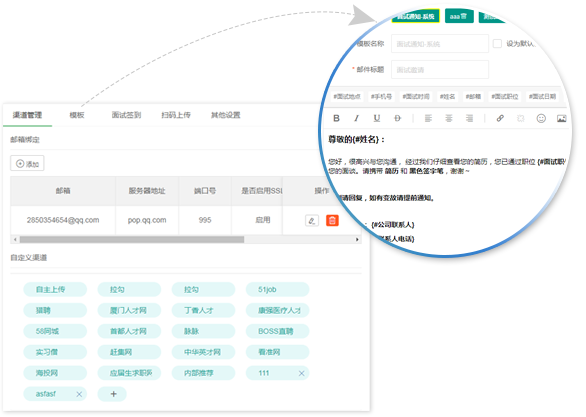 渠道管理 模板 面试签到 扫码上传 其他设置
邮箱绑定
添加
邮箱 服务器地址 端口号 是否启用SSL 操作
2850354654@qq.com pop.qq.com 995 启用
自定义渠道
自主上传 拉勾 拉勾 51job
猎聘 厦门人才网 丁香人才 康强医疗人才
58同城 首都人才网 脉脉 BOSS直聘
实习僧 赶集网 中华英才网 看准网
海投网 应届生求职网 内部推荐 111
asfasf
面试通知-系统 aaa冒
模板名称 面试通知-系统 设为默认
* 邮件标题 面试邀请
#面试地点 #手机号 #面试时间 #姓名 #邮箱 #面试职位 #面试日期
B I U S
尊敬的{#姓名}：
您好，很高兴与您沟通，经过我们仔细查看您的简历，您已通过职位 {#面试职
您的面谈。请携带 简历 和 黑色签字笔，谢谢~
请回复，如有变故请提前通知。
：{#公司联系人}
联系人电话}